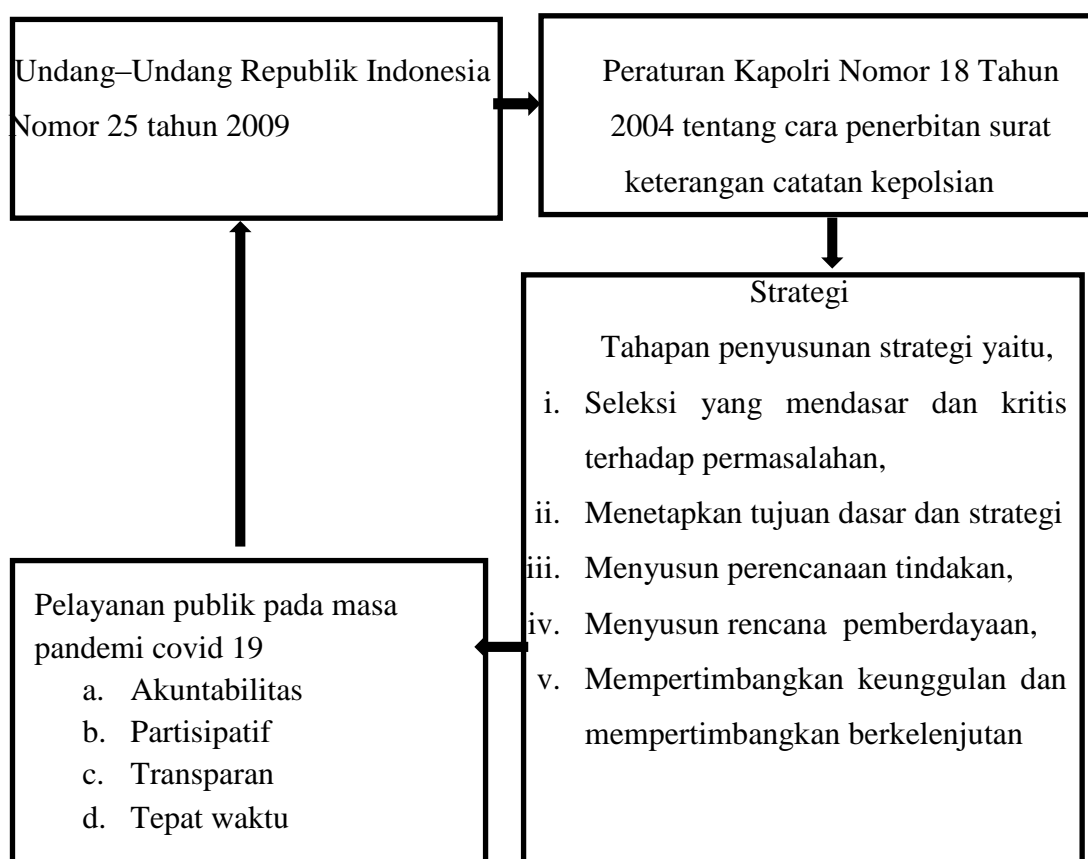 Undang–Undang Republik Indonesia
Nomor 25 tahun 2009
Peraturan Kapolri Nomor 18 Tahun
2004 tentang cara penerbitan surat
keterangan catatan kepolsian
Strategi
Tahapan penyusunan strategi yaitu,
i. Seleksi yang mendasar dan kritis
terhadap permasalahan,
ii. Menetapkan tujuan dasar dan strategi
iii. Menyusun perencanaan tindakan,
iv. Menyusun rencana pemberdayaan,
v. Mempertimbangkan keunggulan dan
mempertimbangkan berkelenjutan
Pelayanan publik pada masa
pandemi covid 19
a. Akuntabilitas
b. Partisipatif
c. Transparan
d. Tepat waktu